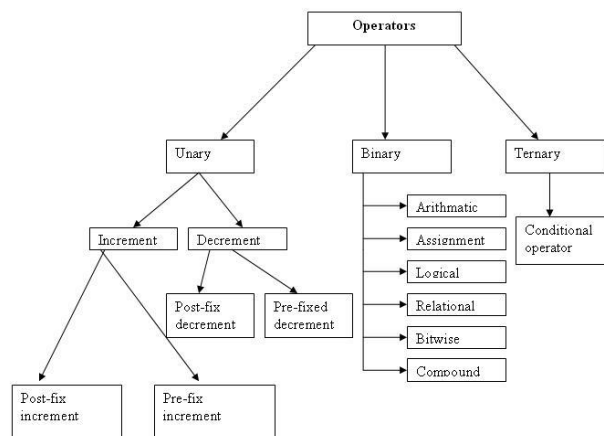 Operators
Unary
Binary
Ternary
Increment
Decrement
Arithmatic
Assignment
Logical
Relational
Bitwise
Compound
Conditional
operator
Post-fix
decrement
Pre-fixed
decrement
Post-fix
increment
Pre-fix
increment